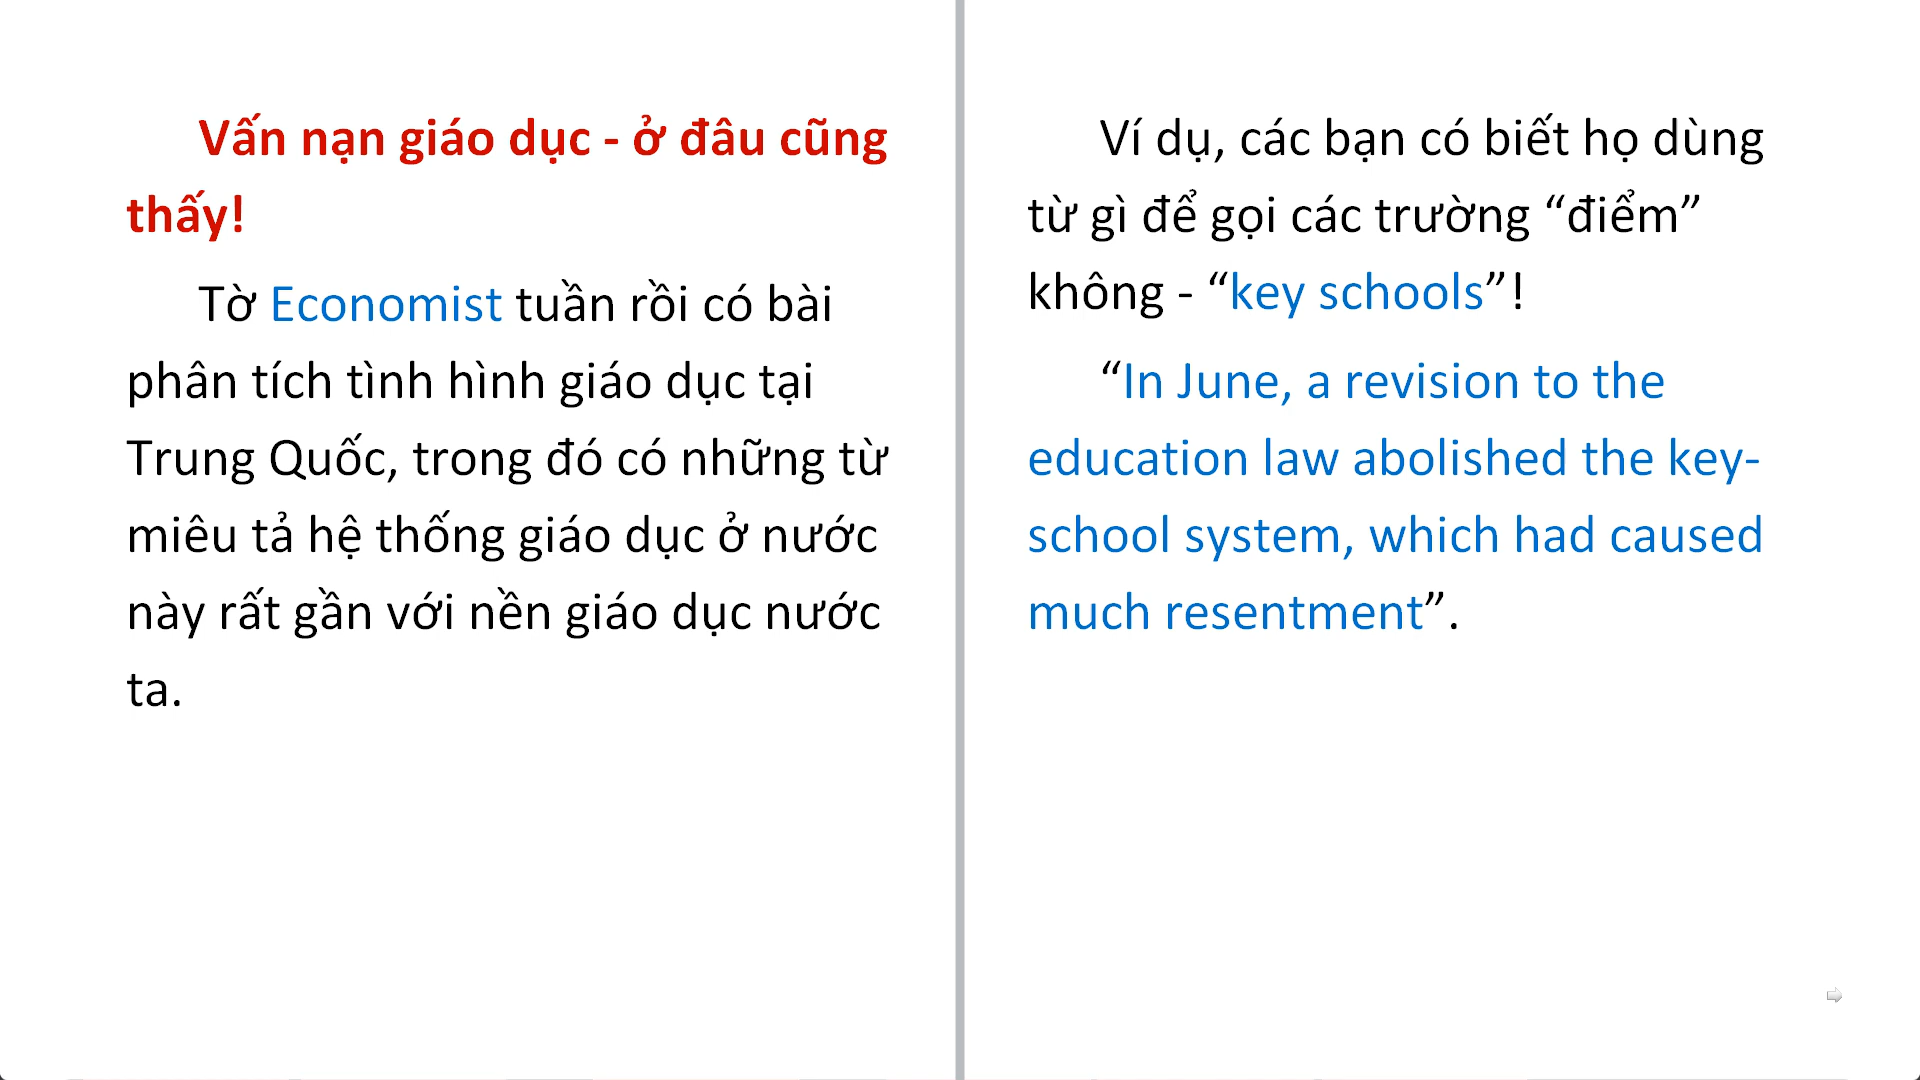 Vấn nạn giáo dục - ở đâu cũng
thấy!
Tờ Economist tuần rồi có bài
phân tích tình hình giáo dục tại
Trung Quốc, trong đó có những từ
miêu tả hệ thống giáo dục ở nước
này rất gần với nền giáo dục nước
ta.
Ví dụ, các bạn có biết họ dùng
từ gì để gọi các trường “điểm”
không - “key schools”!
“In June, a revision to the
education law abolished the key-
school system, which had caused
much resentment”.